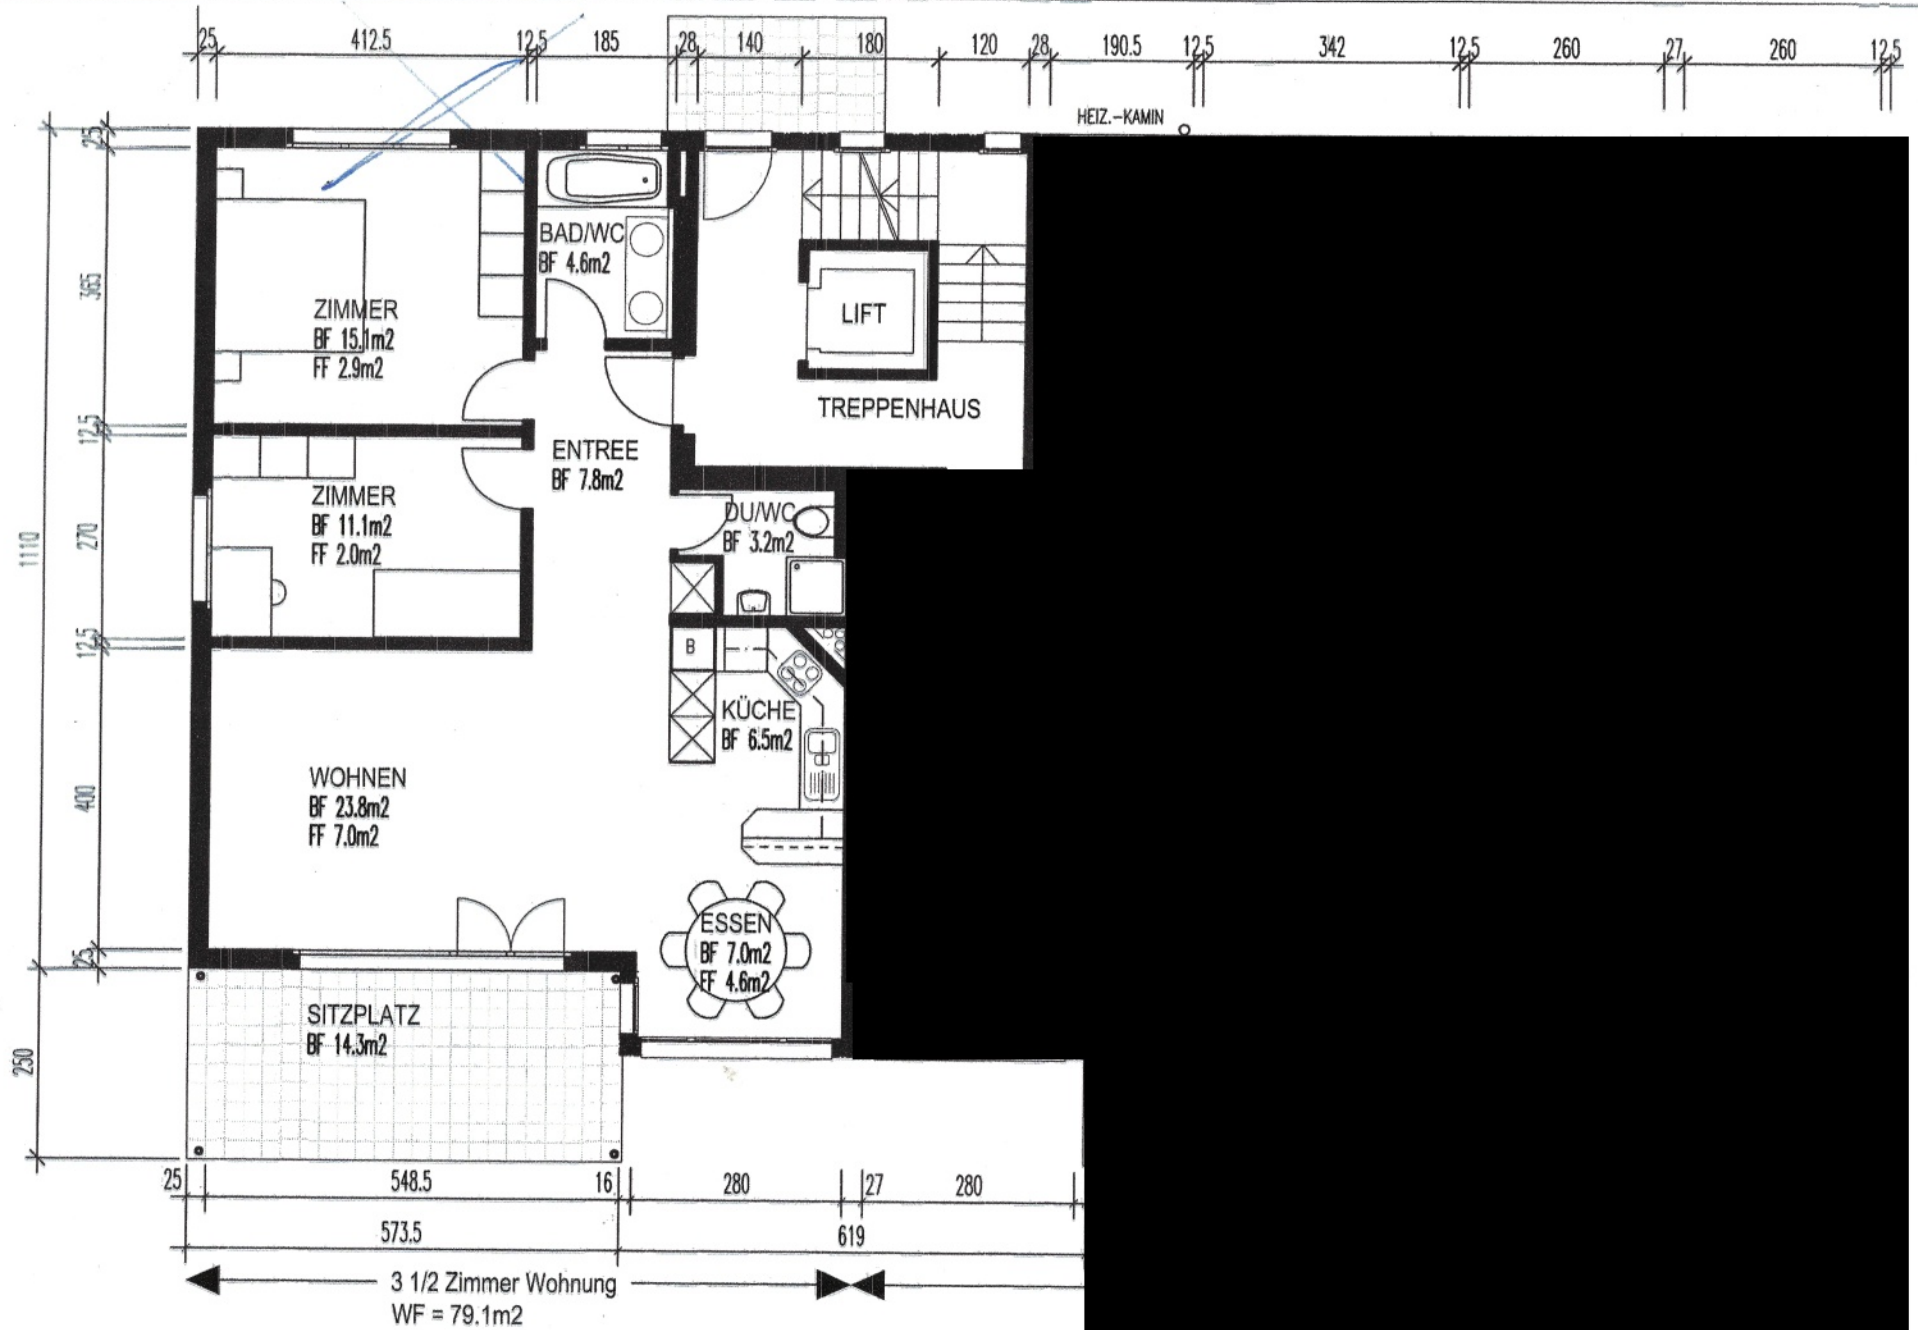 25 412.5 12.5 185 28 140 180 120 28 190.5 12.5 342 12.5 260 27 260 12.5
HEIZ.-KAMIN
25
365
12.5
270
12.5
400
25
1110
250
BAD/WC
BF 4.6m2
ZIMMER
BF 15.1m2
FF 2.9m2
LIFT
TREPPENHAUS
ENTREE
BF 7.8m2
ZIMMER
BF 11.1m2
FF 2.0m2
DU/WC
BF 3.2m2
B
KÜCHE
BF 6.5m2
WOHNEN
BF 23.8m2
FF 7.0m2
ESSEN
BF 7.0m2
FF 4.6m2
SITZPLATZ
BF 14.3m2
25 548.5 16 280 27 280
573.5 619
3 1/2 Zimmer Wohnung
WF = 79.1m2